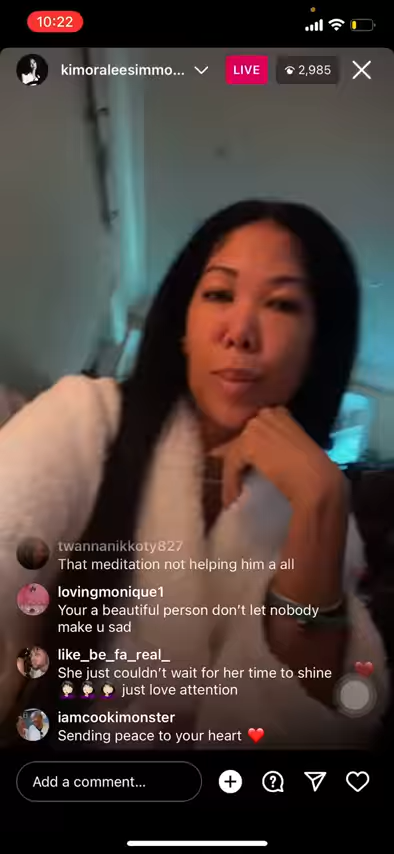 10:22
kimoraleesimmo...
LIVE
2,985
twannanikkoty827
That meditation not helping him a all
lovingmonique1
Your a beautiful person don’t let nobody
make u sad
like_be_fa_real_
She just couldn’t wait for her time to shine
🤦🏻‍♀️🤦🏻‍♀️🤦🏻‍♀️ just love attention
iamcookimonster
Sending peace to your heart ❤️
Add a comment...